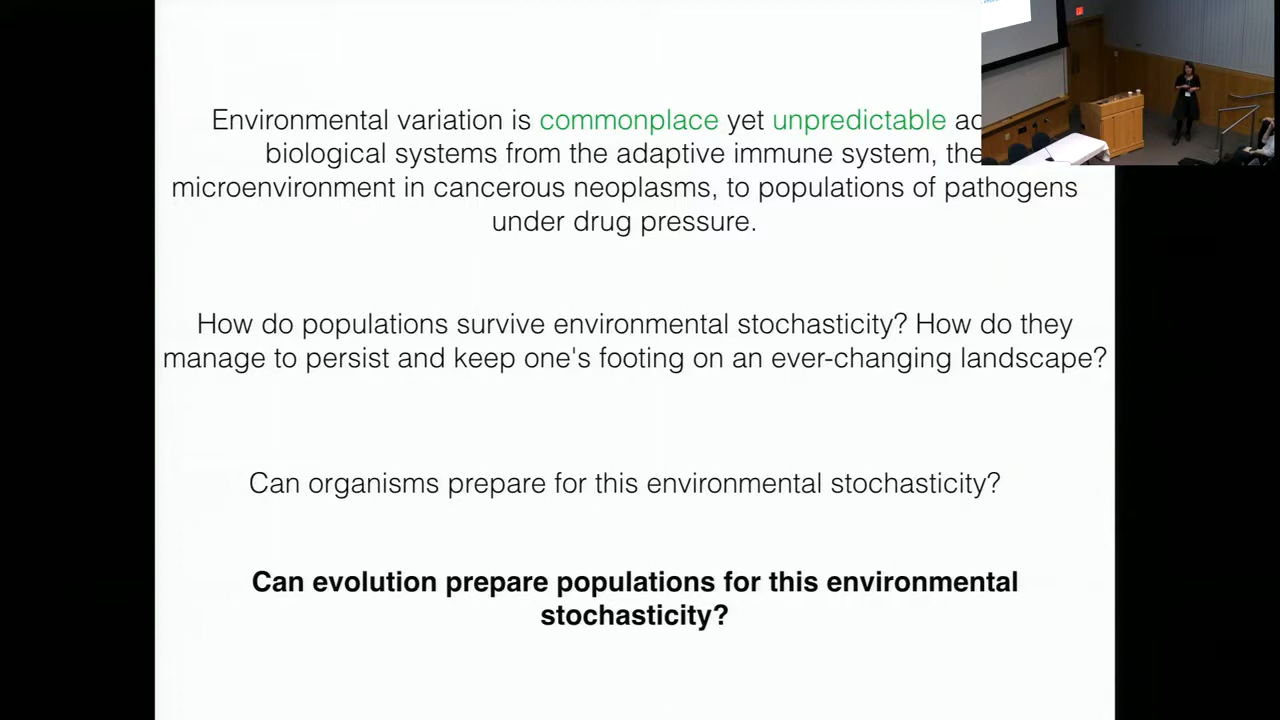 Environmental variation is commonplace yet unpredictable
biological systems from the adaptive immune system, the
microenvironment in cancerous neoplasms, to populations of pathogens
under drug pressure.
How do populations survive environmental stochasticity? How do they
manage to persist and keep one's footing on an ever-changing landscape?
Can organisms prepare for this environmental stochasticity?
Can evolution prepare populations for this environmental
stochasticity?